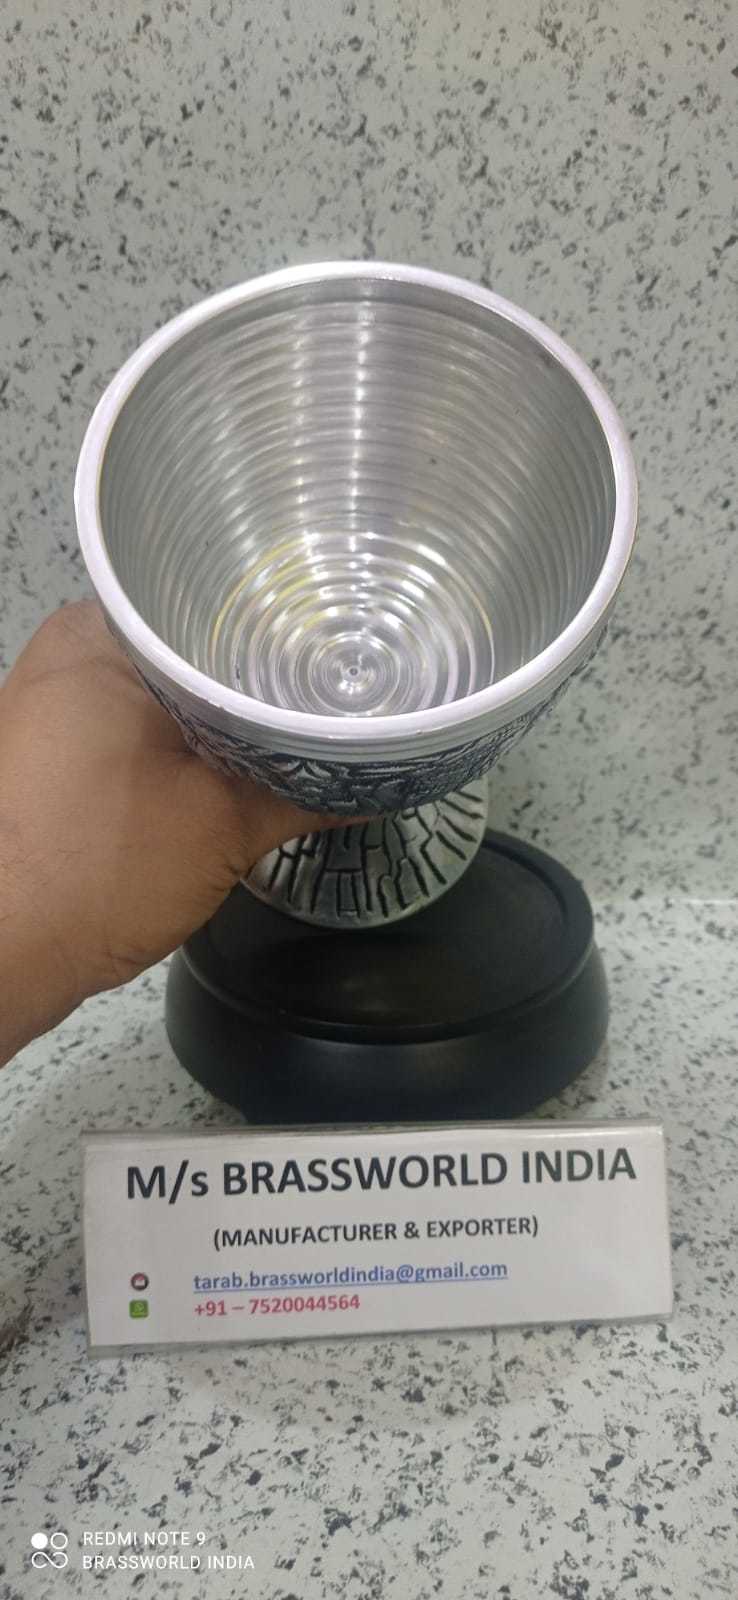 M/s BRASSWORLD INDIA
(MANUFACTURER & EXPORTER)
tarab.brassworldindia@gmail.com
+91 – 7520044564
REDMI NOTE 9
BRASSWORLD INDIA